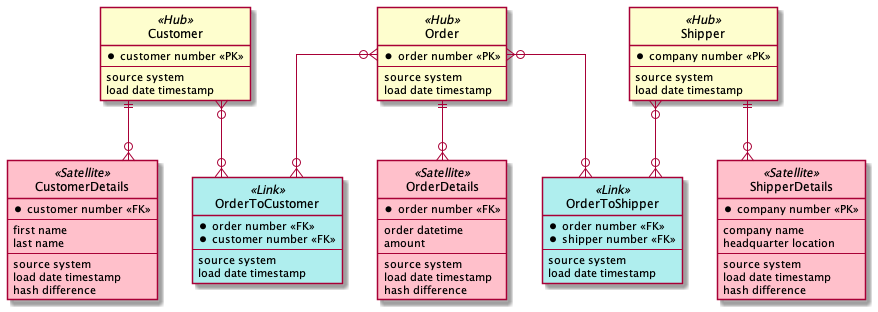 «Hub»
Customer
customer number «PK»
source system
load date timestamp
«Hub»
Order
order number «PK»
source system
load date timestamp
«Hub»
Shipper
company number «PK»
source system
load date timestamp
«Satellite»
CustomerDetails
customer number «FK»
first name
last name
source system
load date timestamp
hash difference
«Link»
OrderToCustomer
order number «FK»
customer number «FK»
source system
load date timestamp
«Satellite»
OrderDetails
order number «FK»
order datetime
amount
source system
load date timestamp
hash difference
«Link»
OrderToShipper
order number «FK»
shipper number «FK»
source system
load date timestamp
«Satellite»
ShipperDetails
company number «PK»
company name
headquarter location
source system
load date timestamp
hash difference